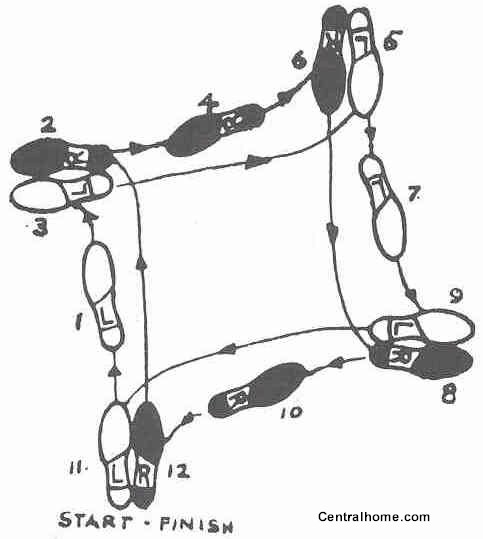 6 5
R L
2 4
R R
L L
3 7
1 L
L 9
R 8
R 10
11. L R 12
START - FINISH
Centralhome.com